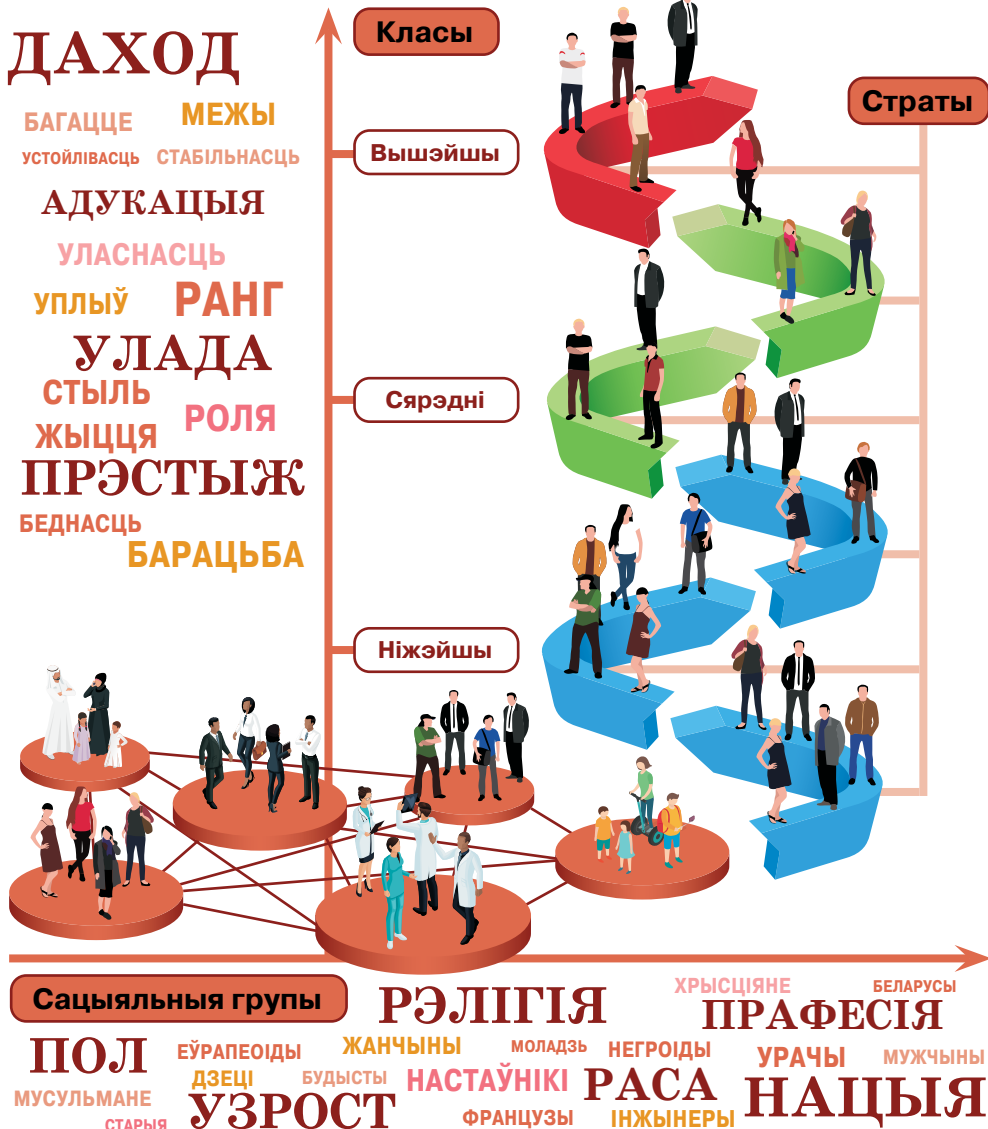 Класы
ДАХОД
Страты
БАГАЦЦЕ
МЕЖЫ
УСТОЙЛІВАСЦЬ
СТАБІЛЬНАСЦЬ
Вышэйшы
АДУКАЦЫЯ
УЛАСНАСЦЬ
УПЛЫЎ
РАНГ
УЛАДА
СТЫЛЬ
ЖЫЦЦЯ
РОЛЯ
Сярэдні
ПРЭСТЫЖ
БЕДНАСЦЬ
БАРАЦЬБА
Ніжэйшы
Сацыяльныя групы
РЭЛІГІЯ
ХРЫСЦІЯНЕ
БЕЛАРУСЫ
ПРАФЕСІЯ
ПОЛ
ЕЎРАПЕОІДЫ
ЖАНЧЫНЫ
МОЛАДЗЬ
НЕГРОІДЫ
УРАЧЫ
МУЖЧЫНЫ
ДЗЕЦІ
БУДЫСТЫ
НАСТАЎНІКІ
РАСА
НАЦЫЯ
МУСУЛЬМАНЕ
УЗРОСТ
СТАРЫЯ
ФРАНЦУЗЫ
ІНЖЫНЕРЫ